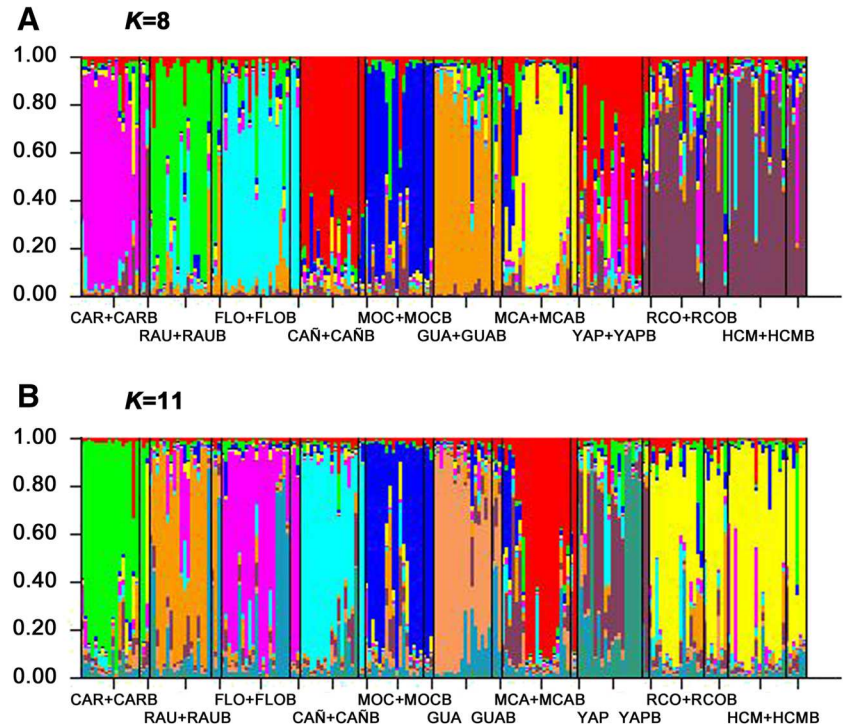 A K=8
1.00
0.80
0.60
0.40
0.20
0.00
CAR+CARB FLO+FLOB MOC+MOCB MCA+MCAB RCO+RCOB
RAU+RAUB CAÑ+CAÑB GUA+GUAB YAP+YAPB HCM+HCMB
B K=11
1.00
0.80
0.60
0.40
0.20
0.00
CAR+CARB FLO+FLOB MOC+MOCB MCA+MCAB RCO+RCOB
RAU+RAUB CAÑ+CAÑB GUA GUAB YAP YAPB HCM+HCMB